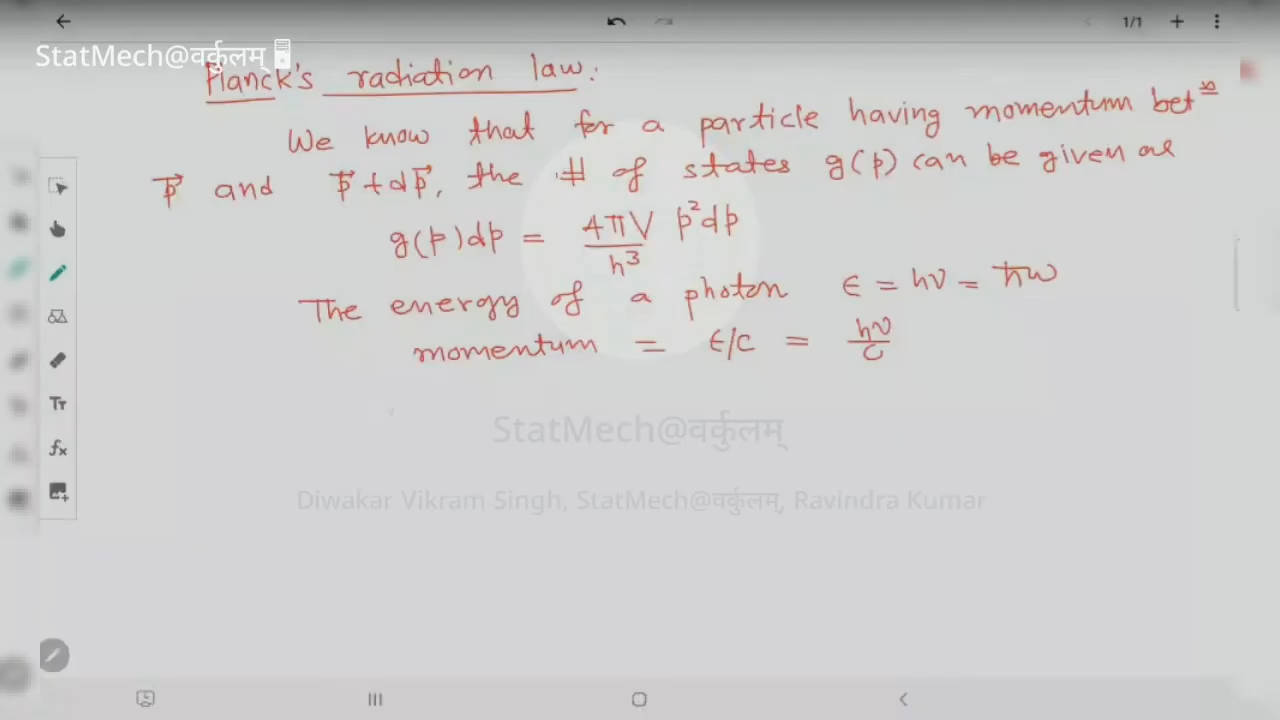 1/1
StatMech@वर्कुलम्
Planck's radiation law:
We know that for a particle having momentum betⁿ
p⃗ and p⃗ + dp⃗, the # of states g(p) can be given as
g(p)dp = 4πV/h³ p²dp
The energy of a photon ϵ = hν = ℏω
momentum = ϵ/c = hν/c
Tт
fx
StatMech@वर्कुलम्
Diwakar Vikram Singh, StatMech@वर्कुलम्, Ravindra Kumar